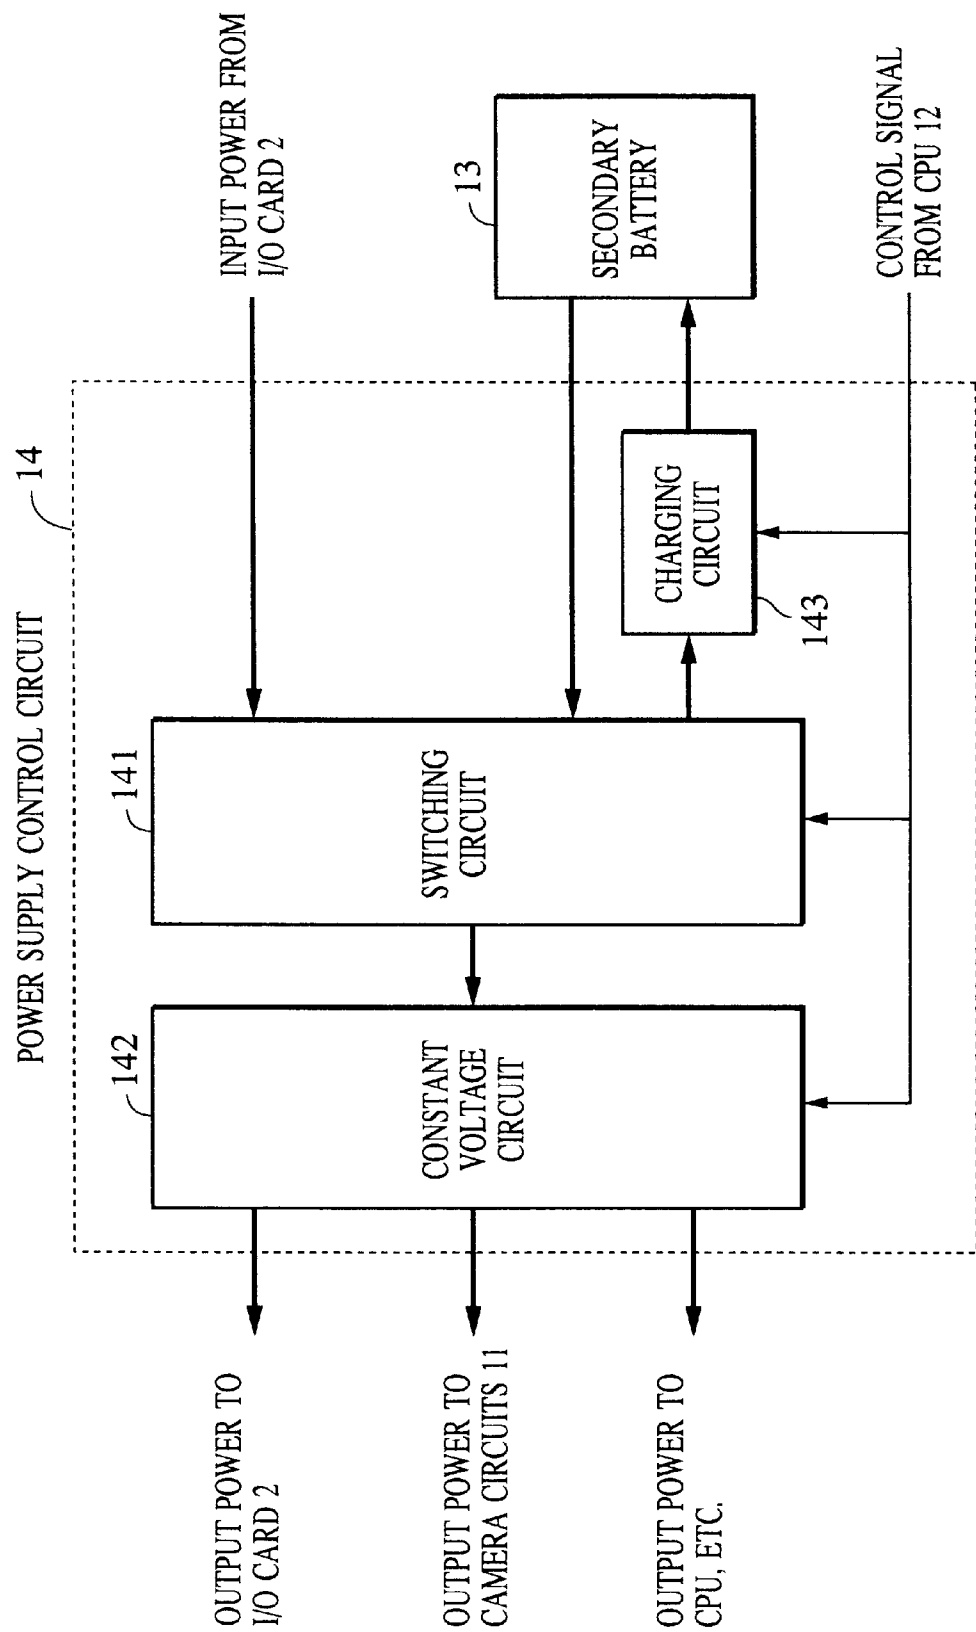 POWER SUPPLY CONTROL CIRCUIT
14
OUTPUT POWER TO
I/O CARD 2
142
141
INPUT POWER FROM
I/O CARD 2
OUTPUT POWER TO
CAMERA CIRCUITS 11
CONSTANT
VOLTAGE
CIRCUIT
SWITCHING
CIRCUIT
13
SECONDARY
BATTERY
OUTPUT POWER TO
CPU, ETC.
CHARGING
CIRCUIT
143
CONTROL SIGNAL
FROM CPU 12